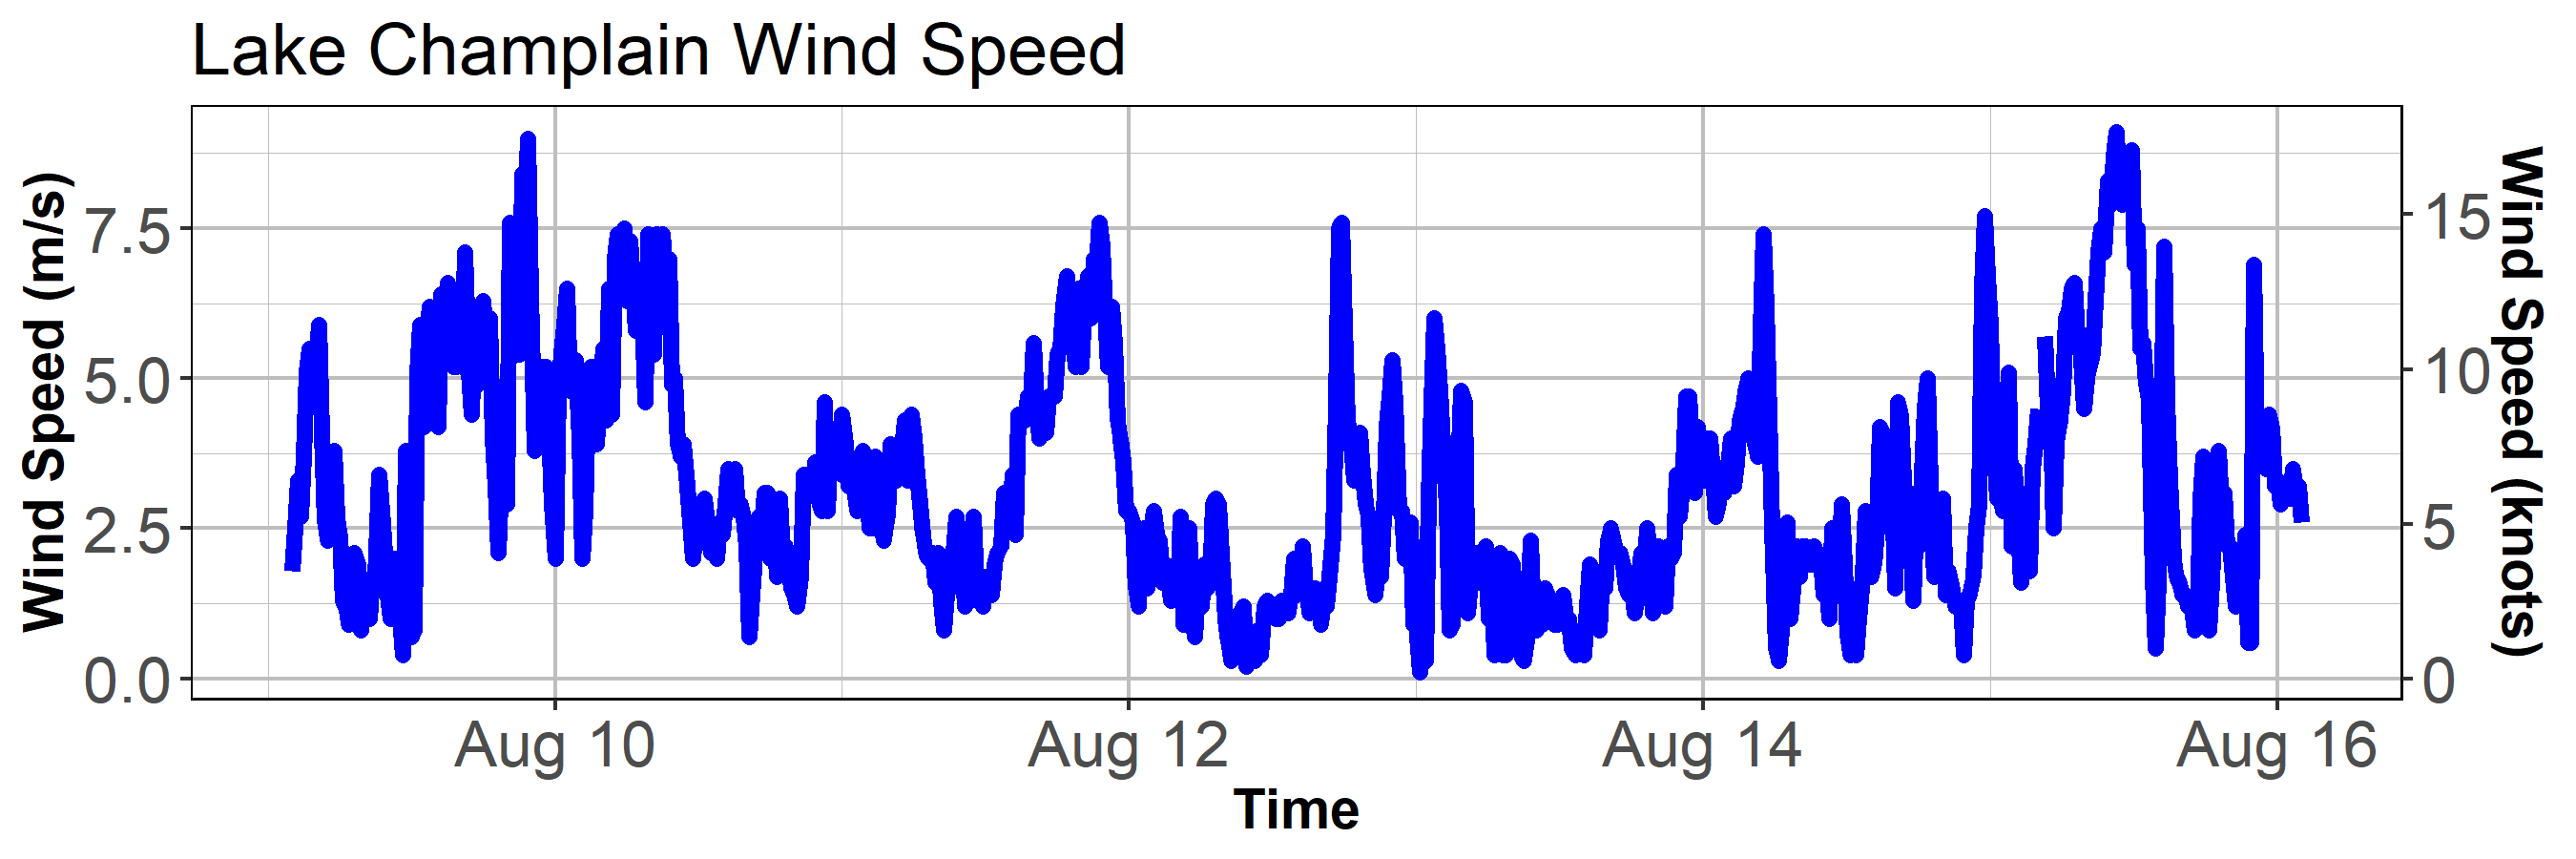 Lake Champlain Wind Speed
Wind Speed (m/s)
7.5
5.0
2.5
0.0
15
10
5
0
Wind Speed (knots)
Aug 10
Aug 12
Aug 14
Aug 16
Time